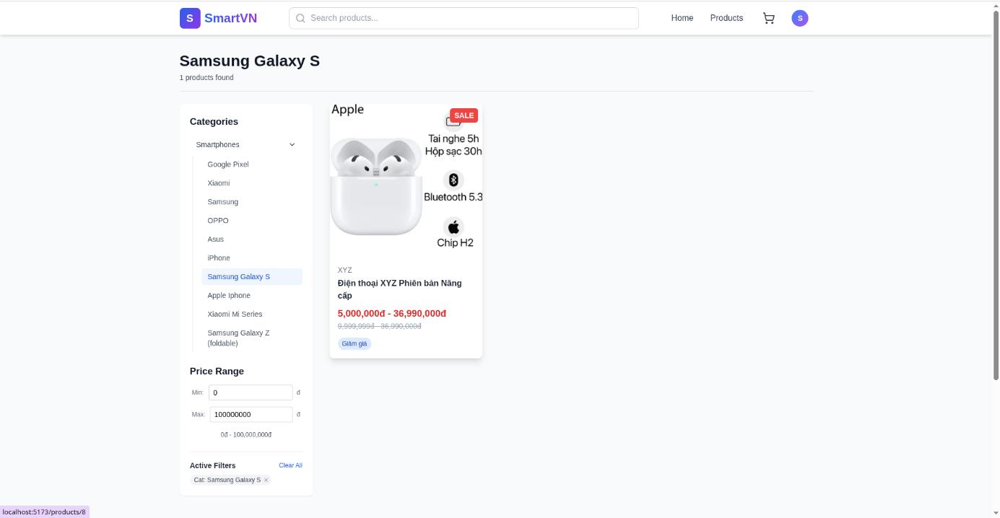 S SmartVN
Search products...
Home
Products
S
Samsung Galaxy S
1 products found
Categories
Smartphones
Google Pixel
Xiaomi
Samsung
OPPO
Asus
iPhone
Samsung Galaxy S
Apple Iphone
Xiaomi Mi Series
Samsung Galaxy Z
(foldable)
Price Range
Min: 0 đ
Max: 100000000 đ
0đ - 100,000,000đ
Active Filters
Clear All
Cat: Samsung Galaxy S ×
Apple
SALE
Tai nghe 5h
Hộp sạc 30h
Bluetooth 5.3
Chip H2
XYZ
Điện thoại XYZ Phiên bản Nâng
cấp
5,000,000đ - 36,990,000đ
9,999,999đ - 36,990,000đ
Giảm giá
localhost:5173/products/8